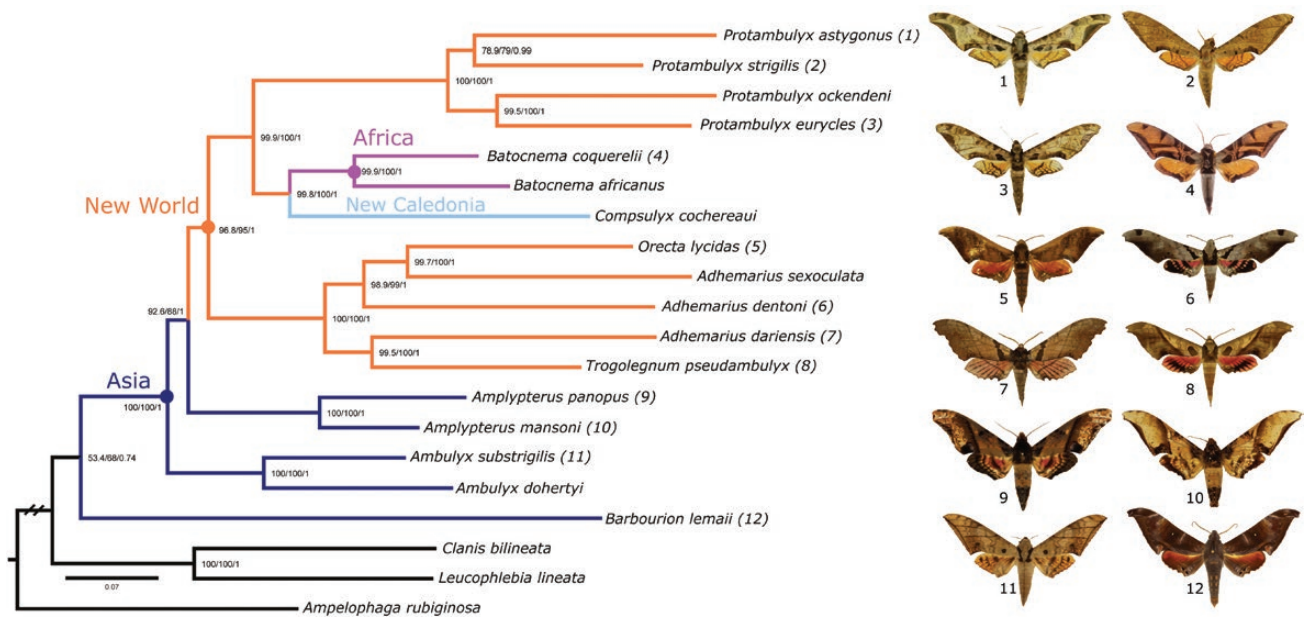 Protambulyx astygonus (1)
78.9/79/0.99
Protambulyx strigilis (2)
100/100/1
Protambulyx ockendeni
99.5/100/1
Protambulyx eurycles (3)
99.9/100/1
Africa
Batocnema coquerelii (4)
99.9/100/1
Batocnema africanus
99.8/100/1
New Caledonia
Compsulyx cochereaui
New World
96.8/95/1
Orecta lycidas (5)
99.7/100/1
Adhemarius sexoculata
98.9/99/1
Adhemarius dentoni (6)
100/100/1
92.6/88/1
Adhemarius dariensis (7)
99.5/100/1
Trogolegnum pseudambulyx (8)
Asia
100/100/1
Amplypterus panopus (9)
100/100/1
Amplypterus mansoni (10)
53.4/68/0.74
Ambulyx substrigilis (11)
100/100/1
Ambulyx dohertyi
Barbourion lemaii (12)
Clanis bilineata
100/100/1
Leucophlebia lineata
0.07
Ampelophaga rubiginosa
1
2
3
4
5
6
7
8
9
10
11
12